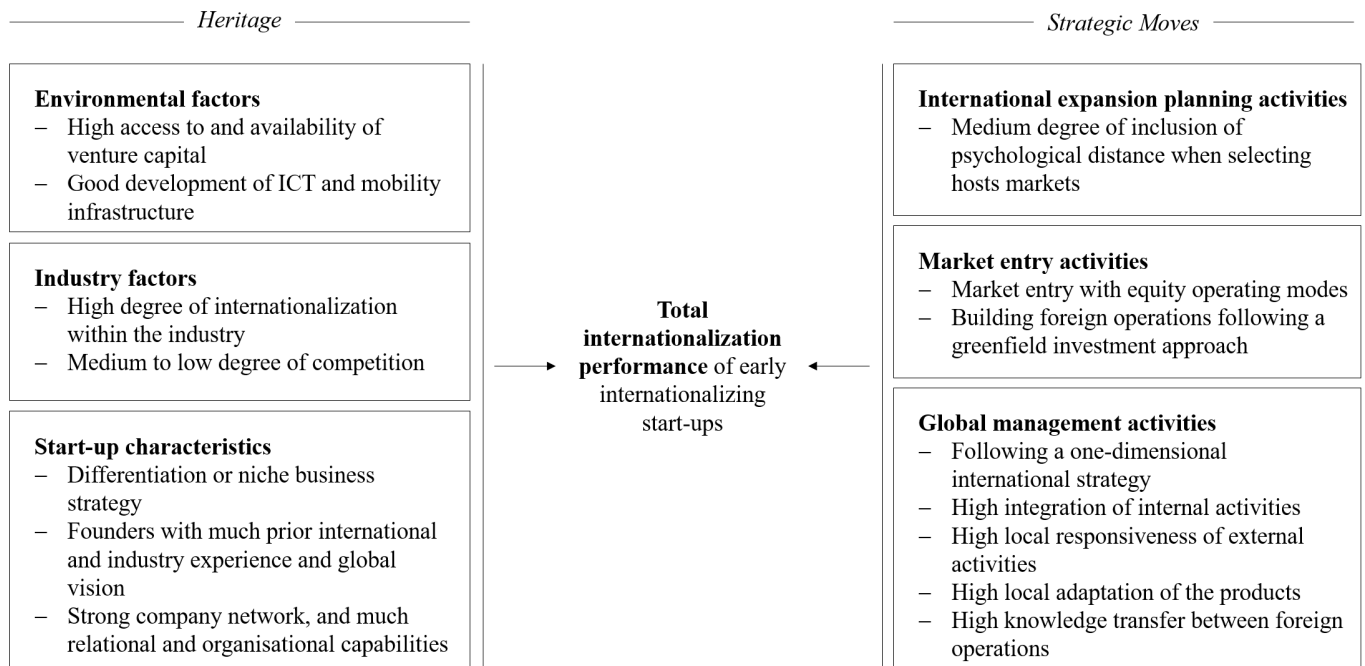 Heritage
Environmental factors
– High access to and availability of
venture capital
– Good development of ICT and mobility
infrastructure
Industry factors
– High degree of internationalization
within the industry
– Medium to low degree of competition
Start-up characteristics
– Differentiation or niche business
strategy
– Founders with much prior international
and industry experience and global
vision
– Strong company network, and much
relational and organisational capabilities
Total
internationalization
performance of early
internationalizing
start-ups
Strategic Moves
International expansion planning activities
– Medium degree of inclusion of
psychological distance when selecting
hosts markets
Market entry activities
– Market entry with equity operating modes
– Building foreign operations following a
greenfield investment approach
Global management activities
– Following a one-dimensional
international strategy
– High integration of internal activities
– High local responsiveness of external
activities
– High local adaptation of the products
– High knowledge transfer between foreign
operations